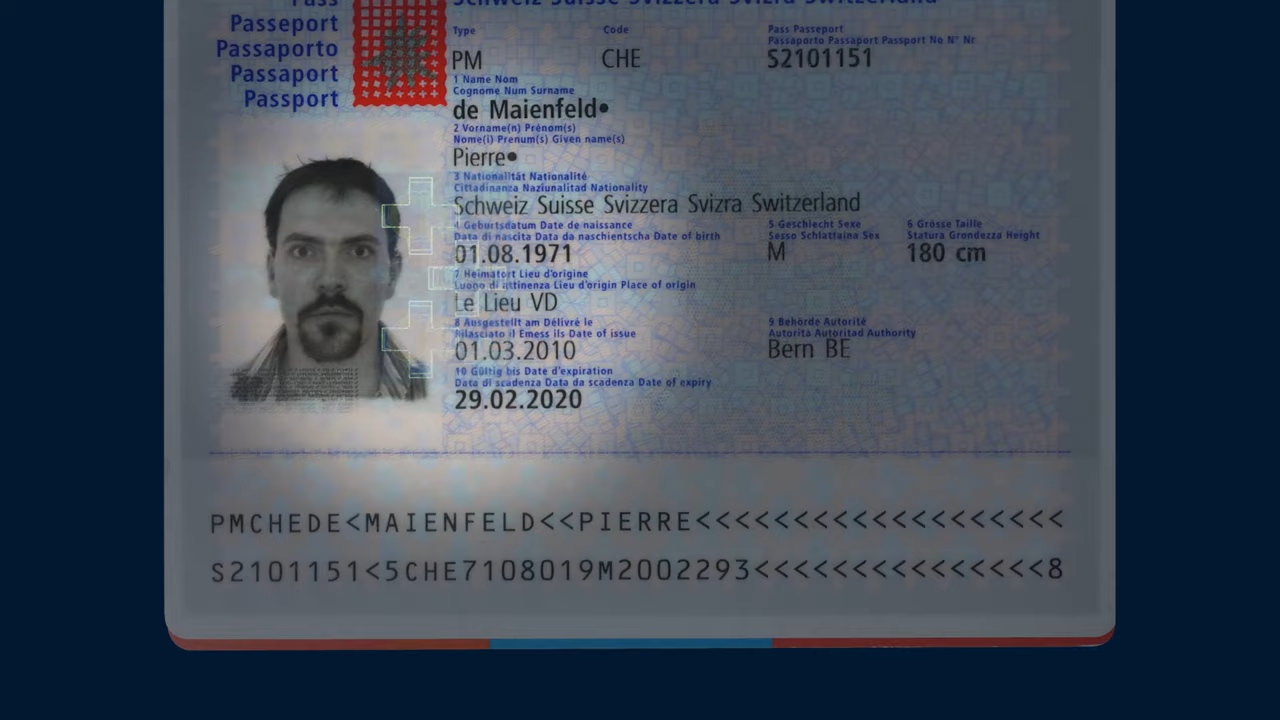 Pass
Schweiz Suisse Svizzera Svizra Switzerland
Passeport
Passaporto
Passaport
Passport
Type
Code
Pass Passeport
Passaporto Passaport Passport No N° Nr
PM
CHE
S2101151
1 Name Nom
Cognome Num Surname
de Maienfeld•
2 Vorname(n) Prénom(s)
Nome(i) Prenum(s) Given name(s)
Pierre•
3 Nationalität Nationalité
Cittadinanza Naziunalitad Nationality
Schweiz Suisse Svizzera Svizra Switzerland
4 Geburtsdatum Date de naissance
Data di nascita Data da naschientscha Date of birth
01.08.1971
5 Geschlecht Sexe
Sesso Schlattaina Sex
M
6 Grösse Taille
Statura Grondezza Height
180 cm
7 Heimatort Lieu d'origine
Luogo di attinenza Lieu d'origin Place of origin
Le Lieu VD
8 Ausgestellt am Délivré le
Rilasciato il Emess ils Date of issue
01.03.2010
9 Behörde Autorité
Autorità Autoritad Authority
Bern BE
10 Gültig bis Date d'expiration
Data di scadenza Data da scadenza Date of expiry
29.02.2020
PMCHEDE<MAIENFELD<<PIERRE<<<<<<<<<<<<<<<<<<<
S2101151<5CHE7108019M2002293<<<<<<<<<<<<<<<8